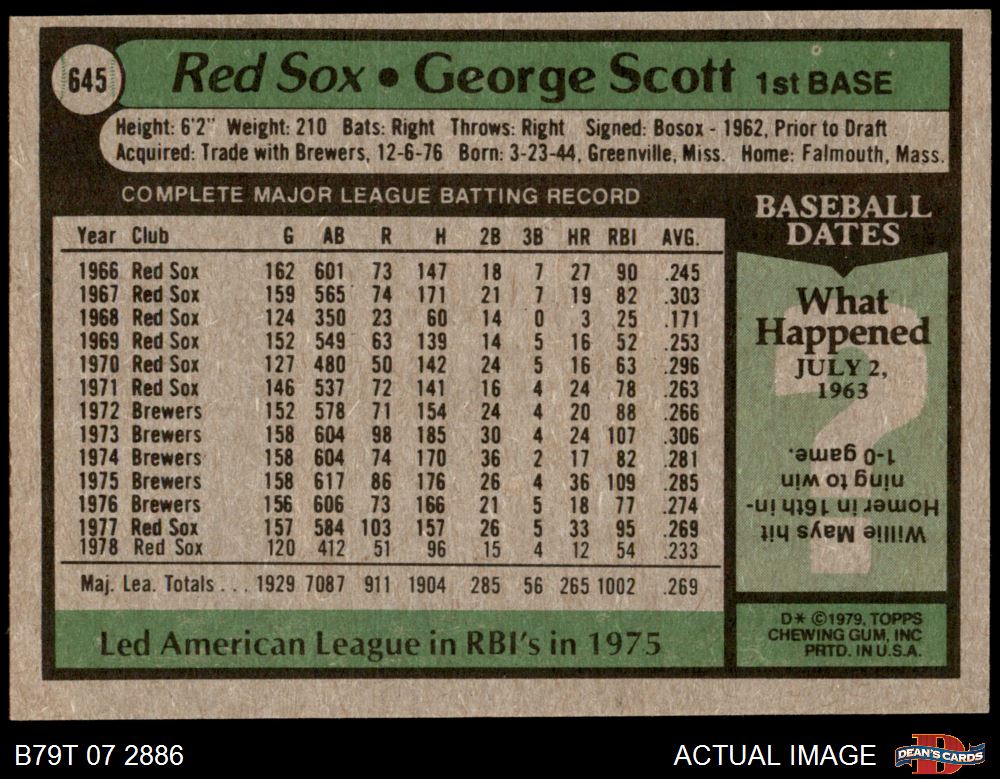 645 Red Sox • George Scott 1st BASE
Height: 6'2" Weight: 210 Bats: Right Throws: Right Signed: Bosox - 1962, Prior to Draft
Acquired: Trade with Brewers, 12-6-76 Born: 3-23-44, Greenville, Miss. Home: Falmouth, Mass.
COMPLETE MAJOR LEAGUE BATTING RECORD
Year Club G AB R H 2B 3B HR RBI AVG.
1966 Red Sox 162 601 73 147 18 7 27 90 .245
1967 Red Sox 159 565 74 171 21 7 19 82 .303
1968 Red Sox 124 350 23 60 14 0 3 25 .171
1969 Red Sox 152 549 63 139 14 5 16 52 .253
1970 Red Sox 127 480 50 142 24 5 16 63 .296
1971 Red Sox 146 537 72 141 16 4 24 78 .263
1972 Brewers 152 578 71 154 24 4 20 88 .266
1973 Brewers 158 604 98 185 30 4 24 107 .306
1974 Brewers 158 604 74 170 36 2 17 82 .281
1975 Brewers 158 617 86 176 26 4 36 109 .285
1976 Brewers 156 606 73 166 21 5 18 77 .274
1977 Red Sox 157 584 103 157 26 5 33 95 .269
1978 Red Sox 120 412 51 96 15 4 12 54 .233
Maj. Lea. Totals . . . 1929 7087 911 1904 285 56 265 1002 .269
Led American League in RBI's in 1975
BASEBALL
DATES
What
Happened
JULY 2,
1963
?
Willie Mays hit
Homer in 16th in-
ning to win
1-0 game.
D* ©1979, TOPPS
CHEWING GUM, INC
PRTD. IN U.S.A.
B79T 07 2886
ACTUAL IMAGE
D
DEAN'S CARDS